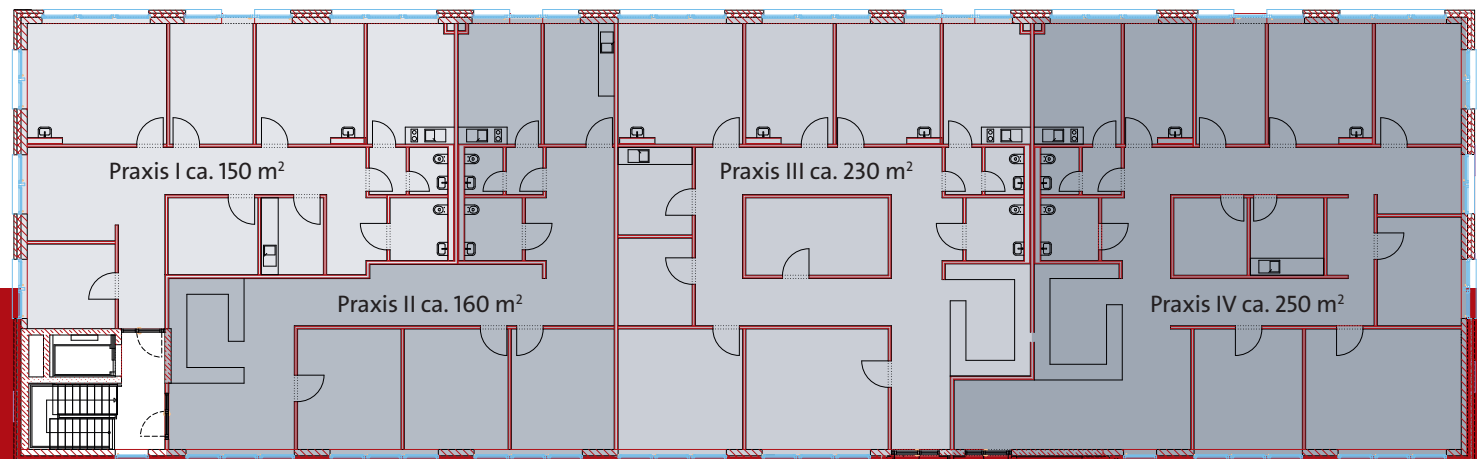 Praxis I ca. 150 m²
Praxis III ca. 230 m²
Praxis II ca. 160 m²
Praxis IV ca. 250 m²